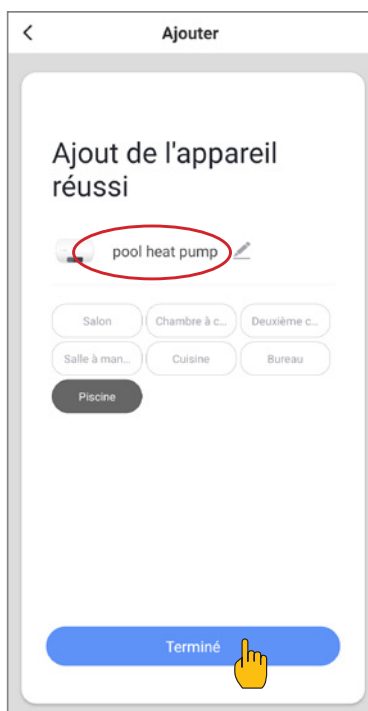 Ajouter
Ajout de l'appareil
réussi
pool heat pump
Salon Chambre à c... Deuxième c...
Salle à man... Cuisine Bureau
Piscine
Terminé